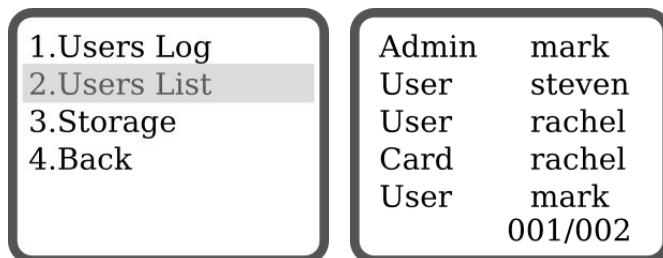 1.Users Log
2.Users List
3.Storage
4.Back
Admin mark
User steven
User rachel
Card rachel
User mark
001/002